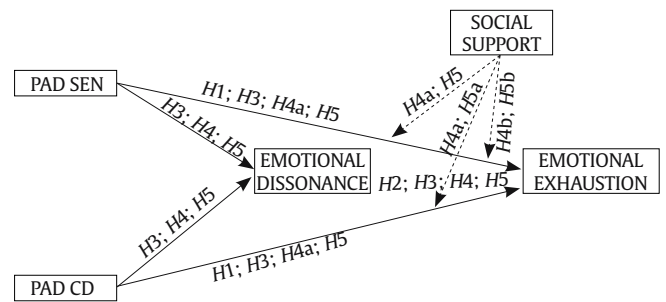 SOCIAL
SUPPORT
PAD SEN
H1; H3; H4a; H5
H4a; H5
H4a; H5a
H4b; H5b
H3; H4; H5
EMOTIONAL
DISSONANCE
H2; H3; H4; H5
EMOTIONAL
EXHAUSTION
H3; H4; H5
H1; H3; H4a; H5
PAD CD